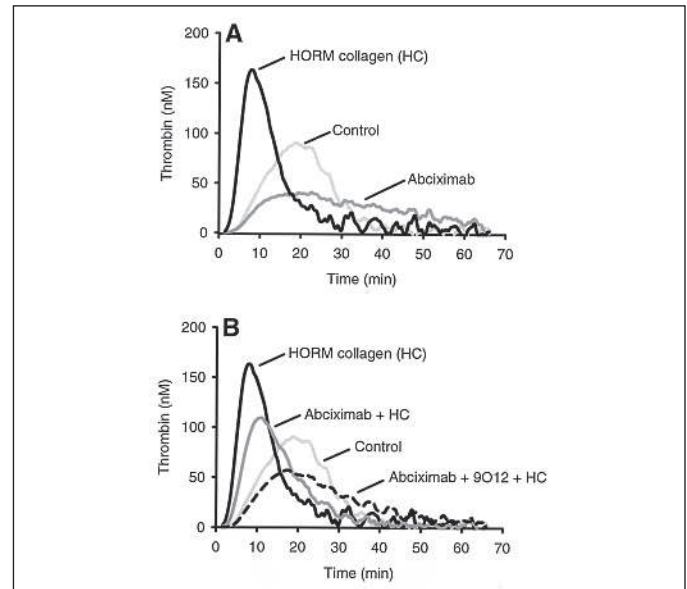 A
200
HORM collagen (HC)
150
Thrombin (nM)
Control
100
Abciximab
50
0
0 10 20 30 40 50 60 70
Time (min)
B
200
HORM collagen (HC)
150
Thrombin (nM)
Abciximab + HC
100
Control
Abciximab + 9O12 + HC
50
0
0 10 20 30 40 50 60 70
Time (min)